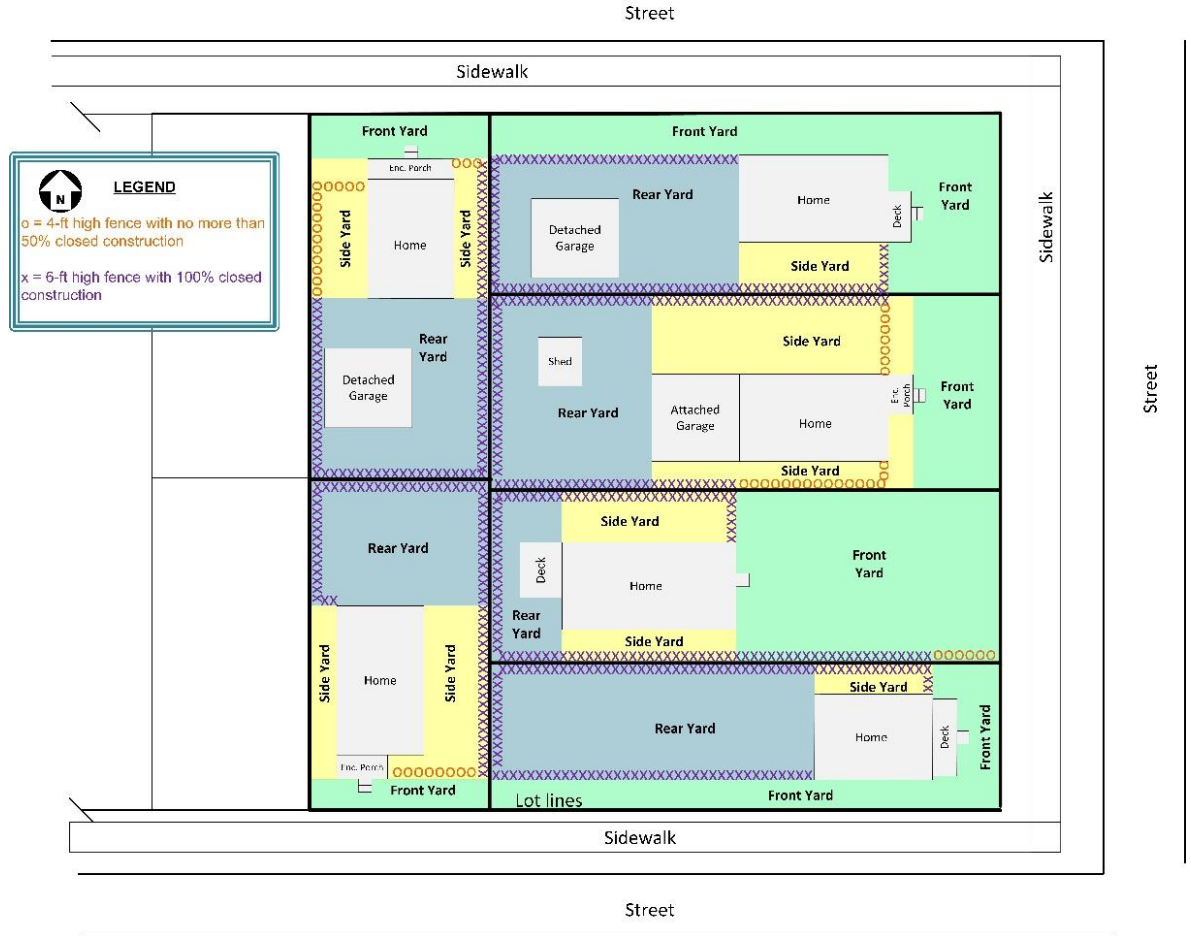 Street
Sidewalk
Front Yard
Front Yard
LEGEND
N
o = 4-ft high fence with no more than
50% closed construction
x = 6-ft high fence with 100% closed
construction
Enc. Porch
Side Yard
Home
Side Yard
Rear Yard
Detached
Garage
Home
Deck
Front
Yard
Side Yard
Sidewalk
Rear
Yard
Detached
Garage
Shed
Rear Yard
Side Yard
Attached
Garage
Home
Enc.
Porch
Front
Yard
Side Yard
Street
Rear Yard
Side Yard
Home
Side Yard
Enc. Porch
Front Yard
Side Yard
Deck
Home
Rear
Yard
Side Yard
Front
Yard
Side Yard
Rear Yard
Home
Deck
Front Yard
Lot lines
Front Yard
Sidewalk
Street